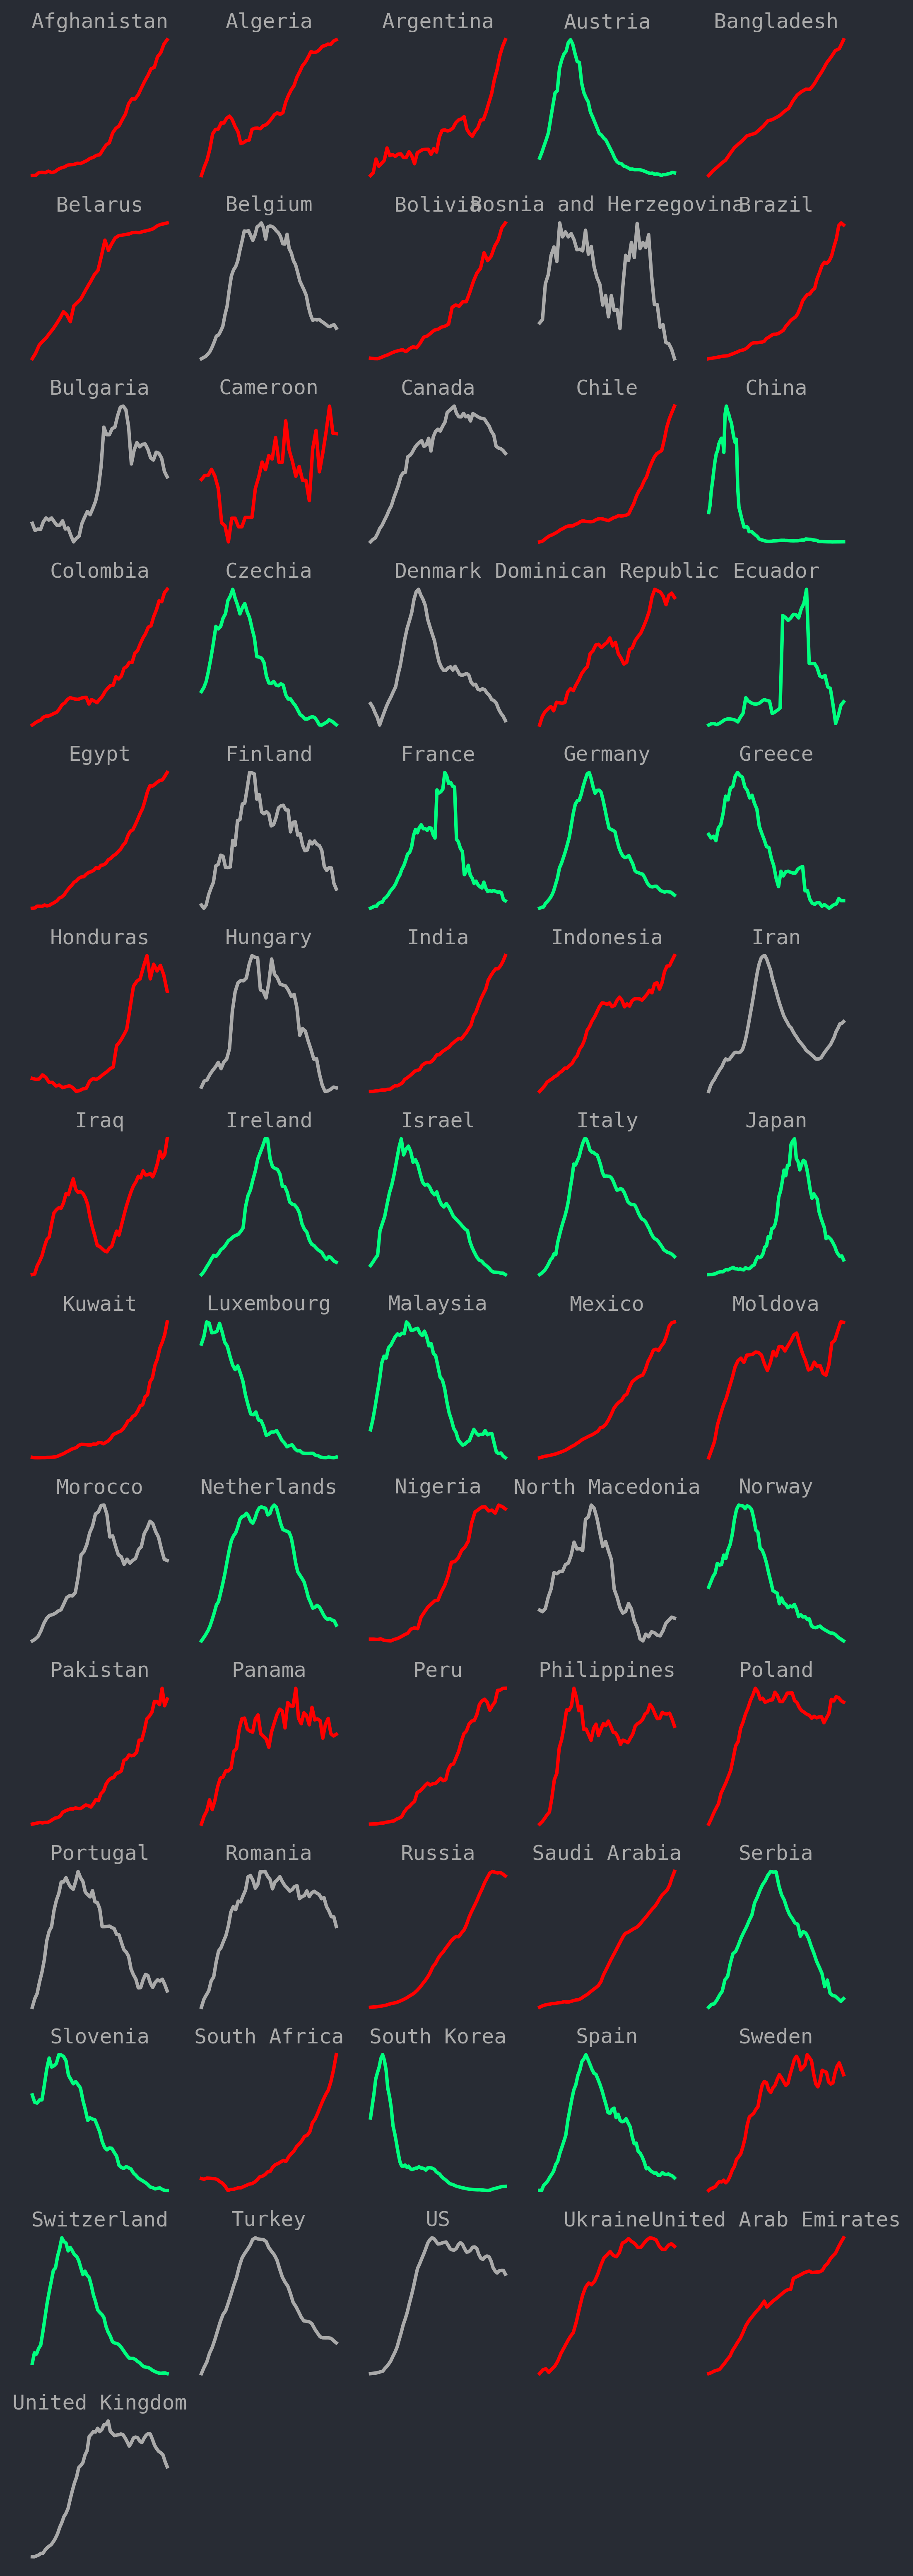 Afghanistan Algeria Argentina Austria Bangladesh
Belarus Belgium Bolivia Bosnia and Herzegovina Brazil
Bulgaria Cameroon Canada Chile China
Colombia Czechia Denmark Dominican Republic Ecuador
Egypt Finland France Germany Greece
Honduras Hungary India Indonesia Iran
Iraq Ireland Israel Italy Japan
Kuwait Luxembourg Malaysia Mexico Moldova
Morocco Netherlands Nigeria North Macedonia Norway
Pakistan Panama Peru Philippines Poland
Portugal Romania Russia Saudi Arabia Serbia
Slovenia South Africa South Korea Spain Sweden
Switzerland Turkey US Ukraine United Arab Emirates
United Kingdom